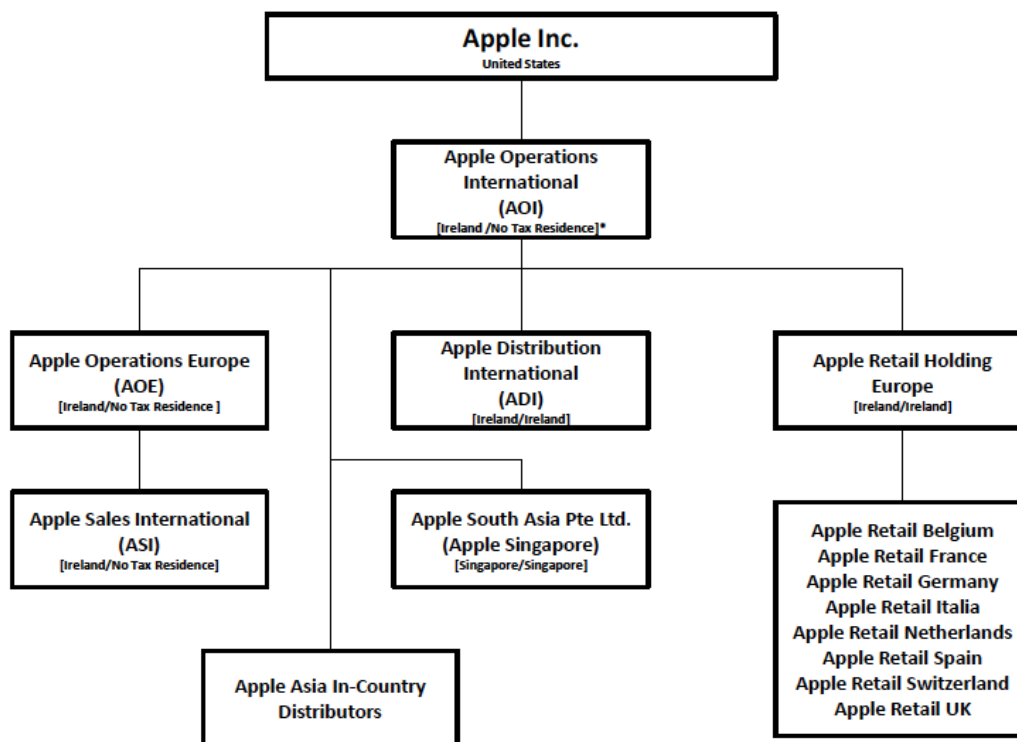 Apple Inc.
United States
Apple Operations
International
(AOI)
[Ireland /No Tax Residence]*
Apple Operations Europe
(AOE)
[Ireland/No Tax Residence ]
Apple Distribution
International
(ADI)
[Ireland/Ireland]
Apple Retail Holding
Europe
[Ireland/Ireland]
Apple Sales International
(ASI)
[Ireland/No Tax Residence]
Apple South Asia Pte Ltd.
(Apple Singapore)
[Singapore/Singapore]
Apple Retail Belgium
Apple Retail France
Apple Retail Germany
Apple Retail Italia
Apple Retail Netherlands
Apple Retail Spain
Apple Retail Switzerland
Apple Retail UK
Apple Asia In-Country
Distributors